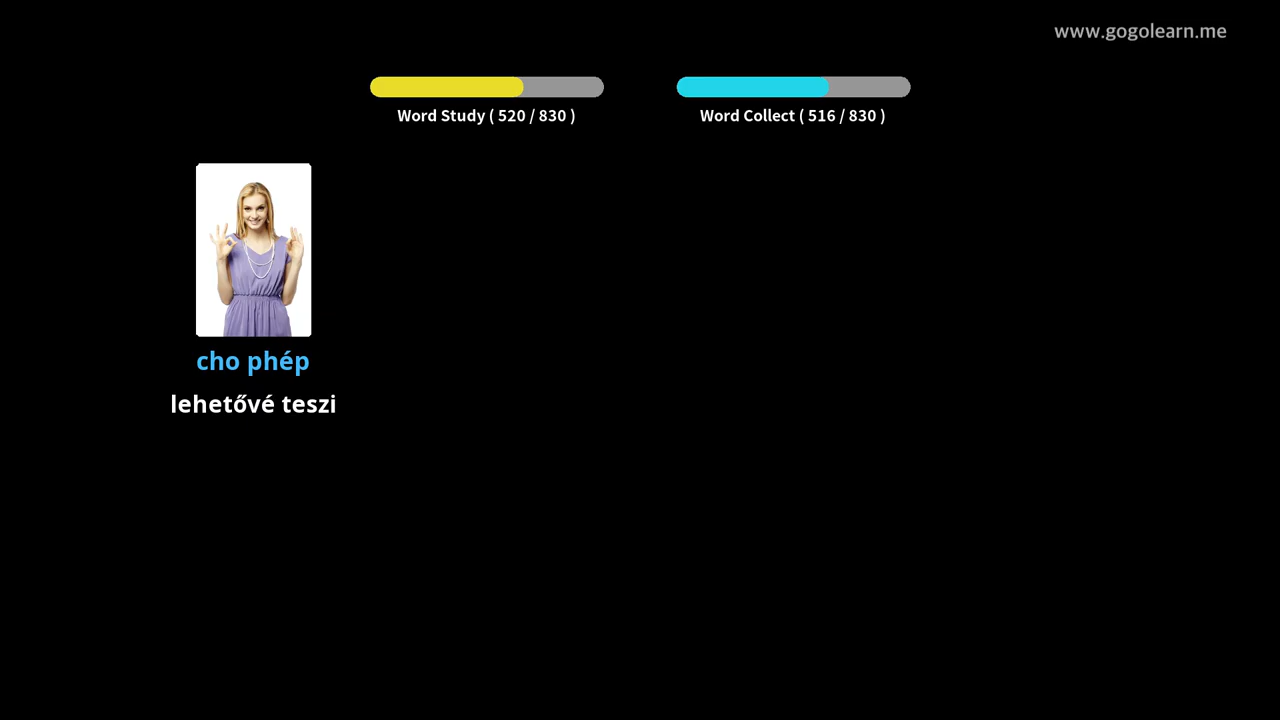 www.gogolearn.me
Word Study ( 520 / 830 )
Word Collect ( 516 / 830 )
cho phép
lehetővé teszi